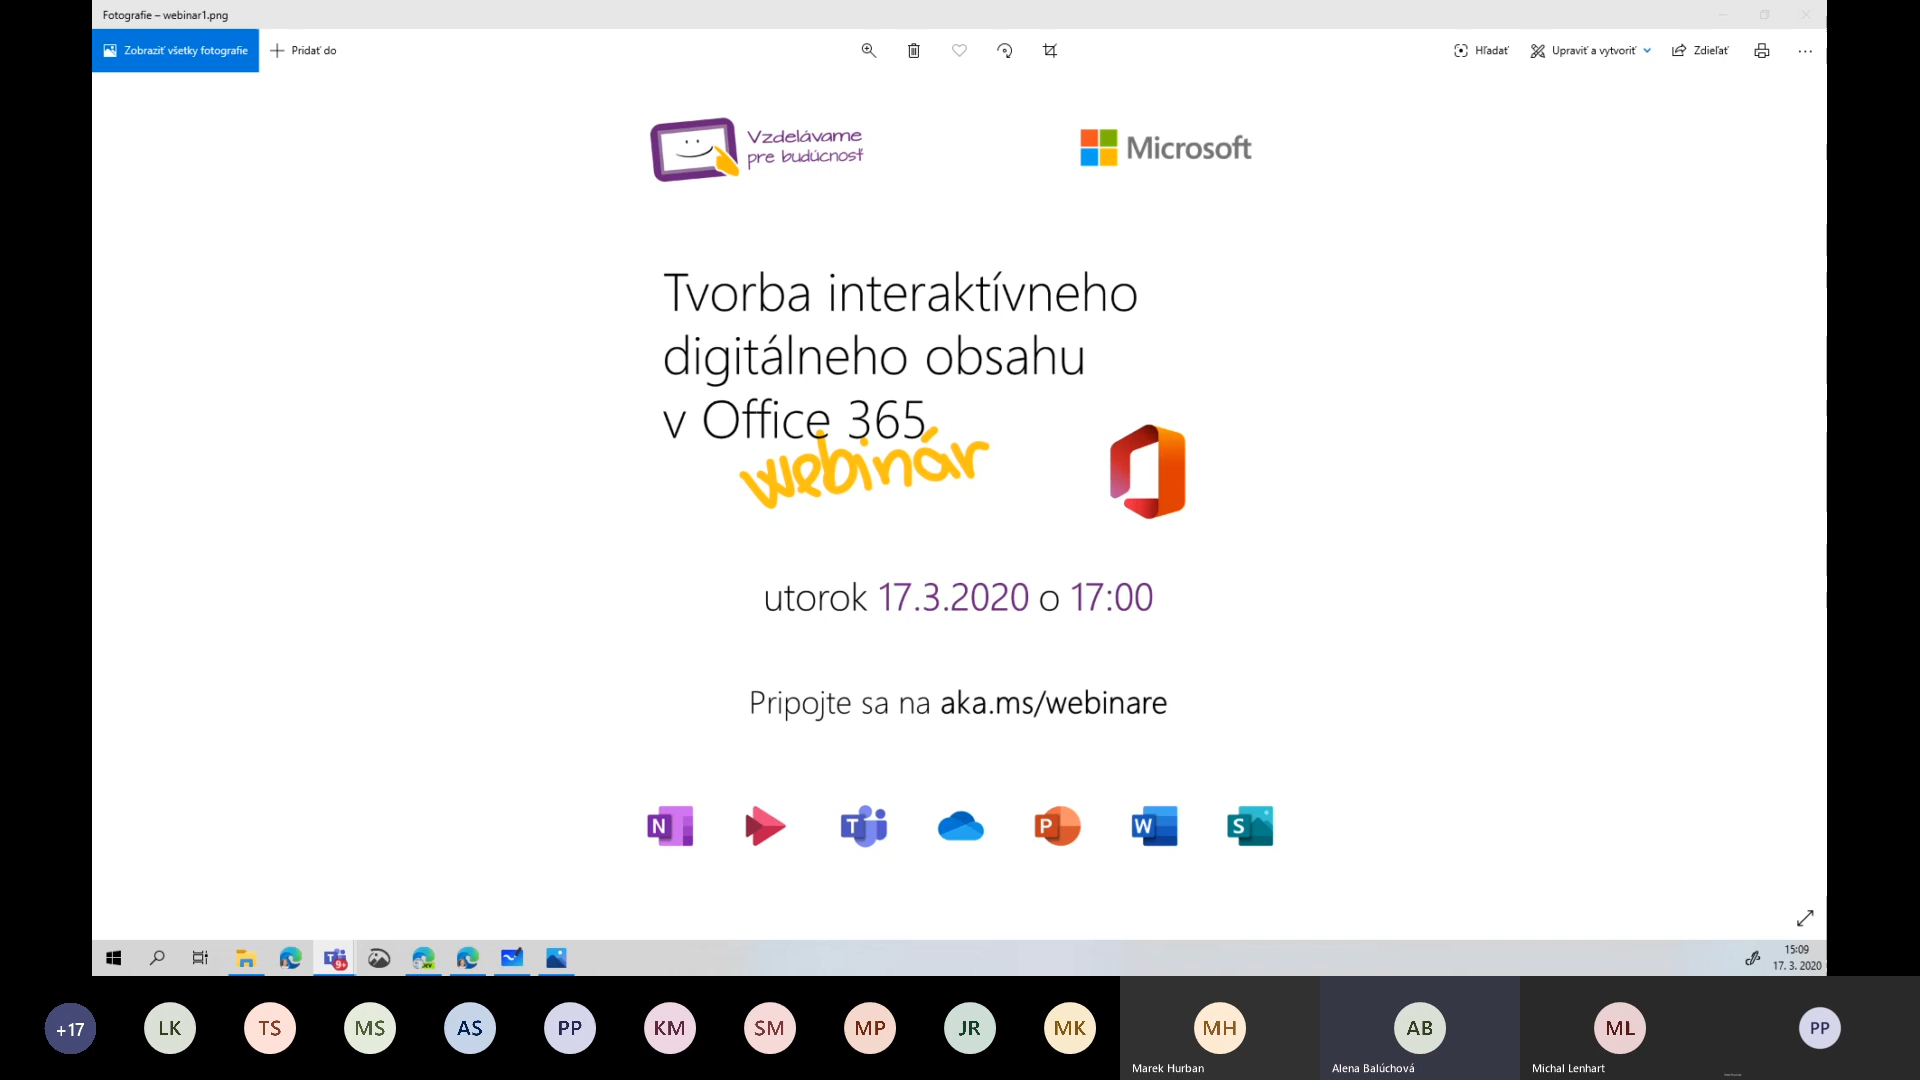 Fotografie – webinar1.png
Zobraziť všetky fotografie
Pridať do
Hľadať
Upraviť a vytvoriť
Zdieľať
Vzdelávame
pre budúcnosť
Microsoft
Tvorba interaktívneho
digitálneho obsahu
v Office 365
webinár
utorok 17.3.2020 o 17:00
Pripojte sa na aka.ms/webinare
N
T
P
W
S
T
9+
DEV
15:09
17. 3. 2020
+17
LK
TS
MS
AS
PP
KM
SM
MP
JR
MK
MH
Marek Hurban
AB
Alena Balúchová
ML
Michal Lenhart
PP